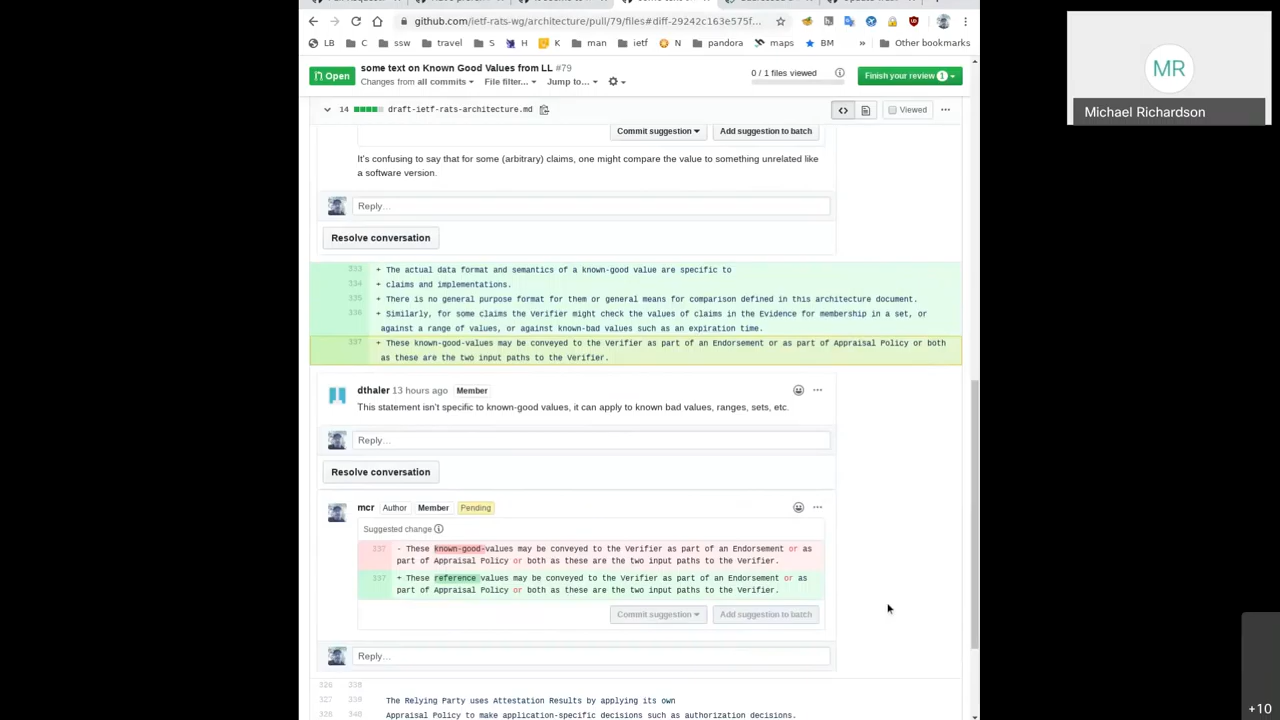 github.com/ietf-rats-wg/architecture/pull/79/files#diff-29242c163e575f...
LB C ssw travel S H K man ietf N pandora maps BM » Other bookmarks
Open
some text on Known Good Values from LL #79
Changes from all commits File filter... Jump to...
0 / 1 files viewed
Finish your review 1
14 draft-ietf-rats-architecture.md
Viewed
Commit suggestion Add suggestion to batch
It's confusing to say that for some (arbitrary) claims, one might compare the value to something unrelated like
a software version.
Reply...
Resolve conversation
333 + The actual data format and semantics of a known-good value are specific to
334 + claims and implementations.
335 + There is no general purpose format for them or general means for comparison defined in this architecture document.
336 + Similarly, for some claims the Verifier might check the values of claims in the Evidence for membership in a set, or
against a range of values, or against known-bad values such as an expiration time.
337 + These known-good-values may be conveyed to the Verifier as part of an Endorsement or as part of Appraisal Policy or both
as these are the two input paths to the Verifier.
dthaler 13 hours ago Member
This statement isn't specific to known-good values, it can apply to known bad values, ranges, sets, etc.
Reply...
Resolve conversation
mcr Author Member Pending
Suggested change
337 - These known-good-values may be conveyed to the Verifier as part of an Endorsement or as
part of Appraisal Policy or both as these are the two input paths to the Verifier.
337 + These reference values may be conveyed to the Verifier as part of an Endorsement or as
part of Appraisal Policy or both as these are the two input paths to the Verifier.
Commit suggestion Add suggestion to batch
Reply...
326 338
327 339 The Relying Party uses Attestation Results by applying its own
328 340 Appraisal Policy to make application-specific decisions such as authorization decisions.
MR
Michael Richardson
+10